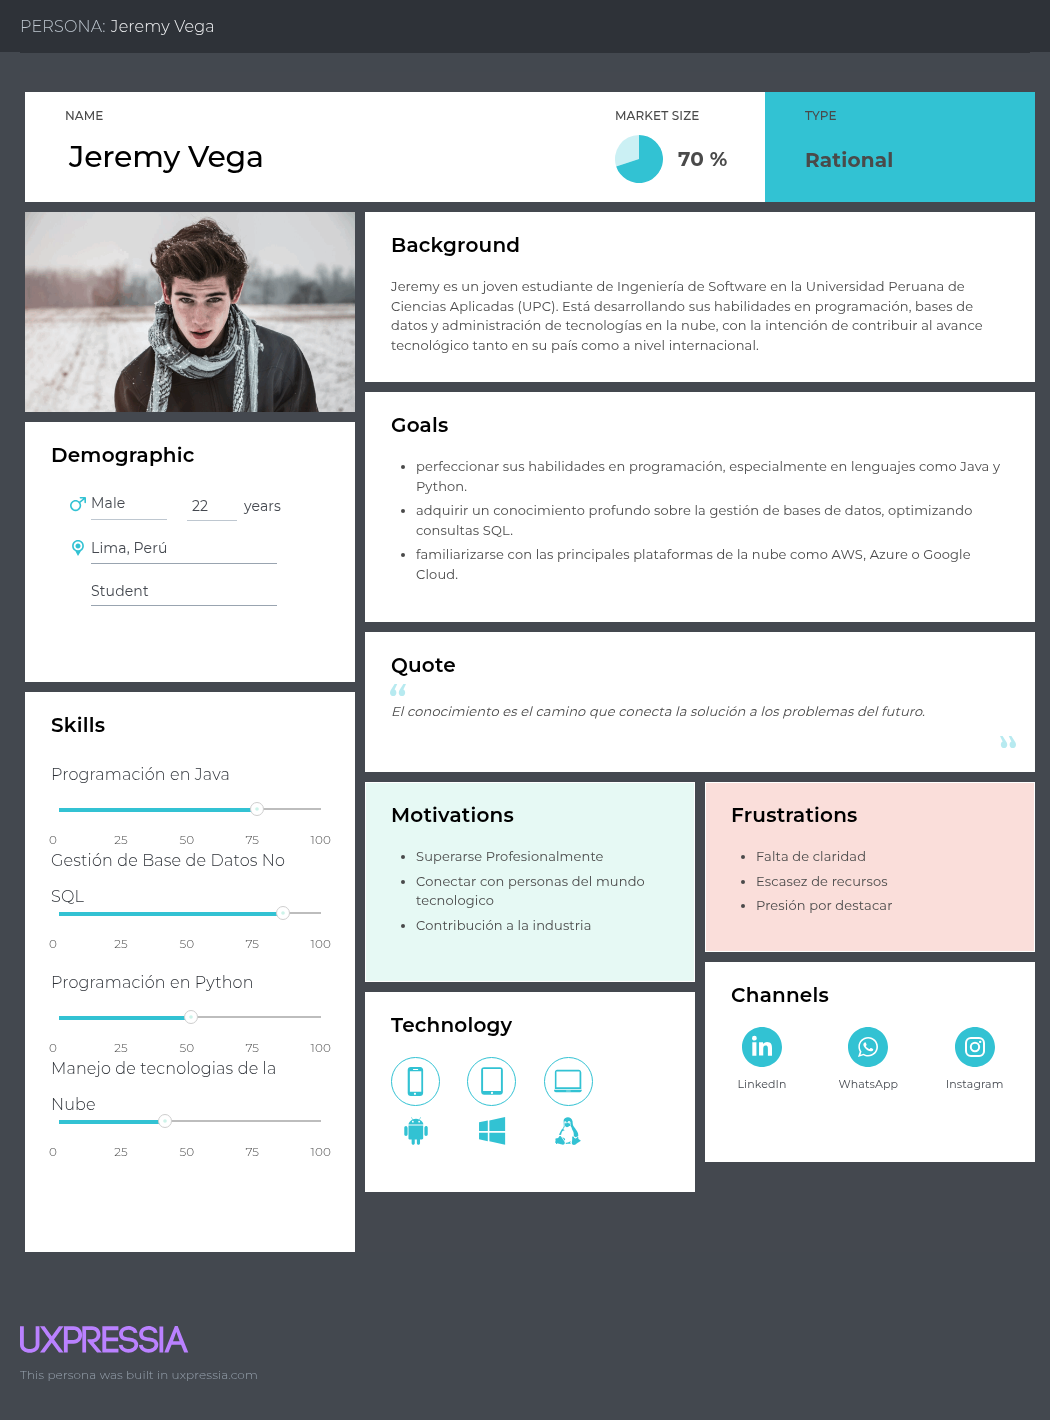 PERSONA: Jeremy Vega
NAME
Jeremy Vega
MARKET SIZE
70 %
TYPE
Rational
Background
Jeremy es un joven estudiante de Ingeniería de Software en la Universidad Peruana de
Ciencias Aplicadas (UPC). Está desarrollando sus habilidades en programación, bases de
datos y administración de tecnologías en la nube, con la intención de contribuir al avance
tecnológico tanto en su país como a nivel internacional.
Demographic
Male 22 years
Lima, Perú
Student
Goals
• perfeccionar sus habilidades en programación, especialmente en lenguajes como Java y
Python.
• adquirir un conocimiento profundo sobre la gestión de bases de datos, optimizando
consultas SQL.
• familiarizarse con las principales plataformas de la nube como AWS, Azure o Google
Cloud.
Quote
“
El conocimiento es el camino que conecta la solución a los problemas del futuro.
”
Skills
Programación en Java
0 25 50 75 100
Gestión de Base de Datos No
SQL
0 25 50 75 100
Programación en Python
0 25 50 75 100
Manejo de tecnologias de la
Nube
0 25 50 75 100
Motivations
• Superarse Profesionalmente
• Conectar con personas del mundo
tecnologico
• Contribución a la industria
Frustrations
• Falta de claridad
• Escasez de recursos
• Presión por destacar
Technology
Channels
LinkedIn WhatsApp Instagram
UXPRESSIA
This persona was built in uxpressia.com